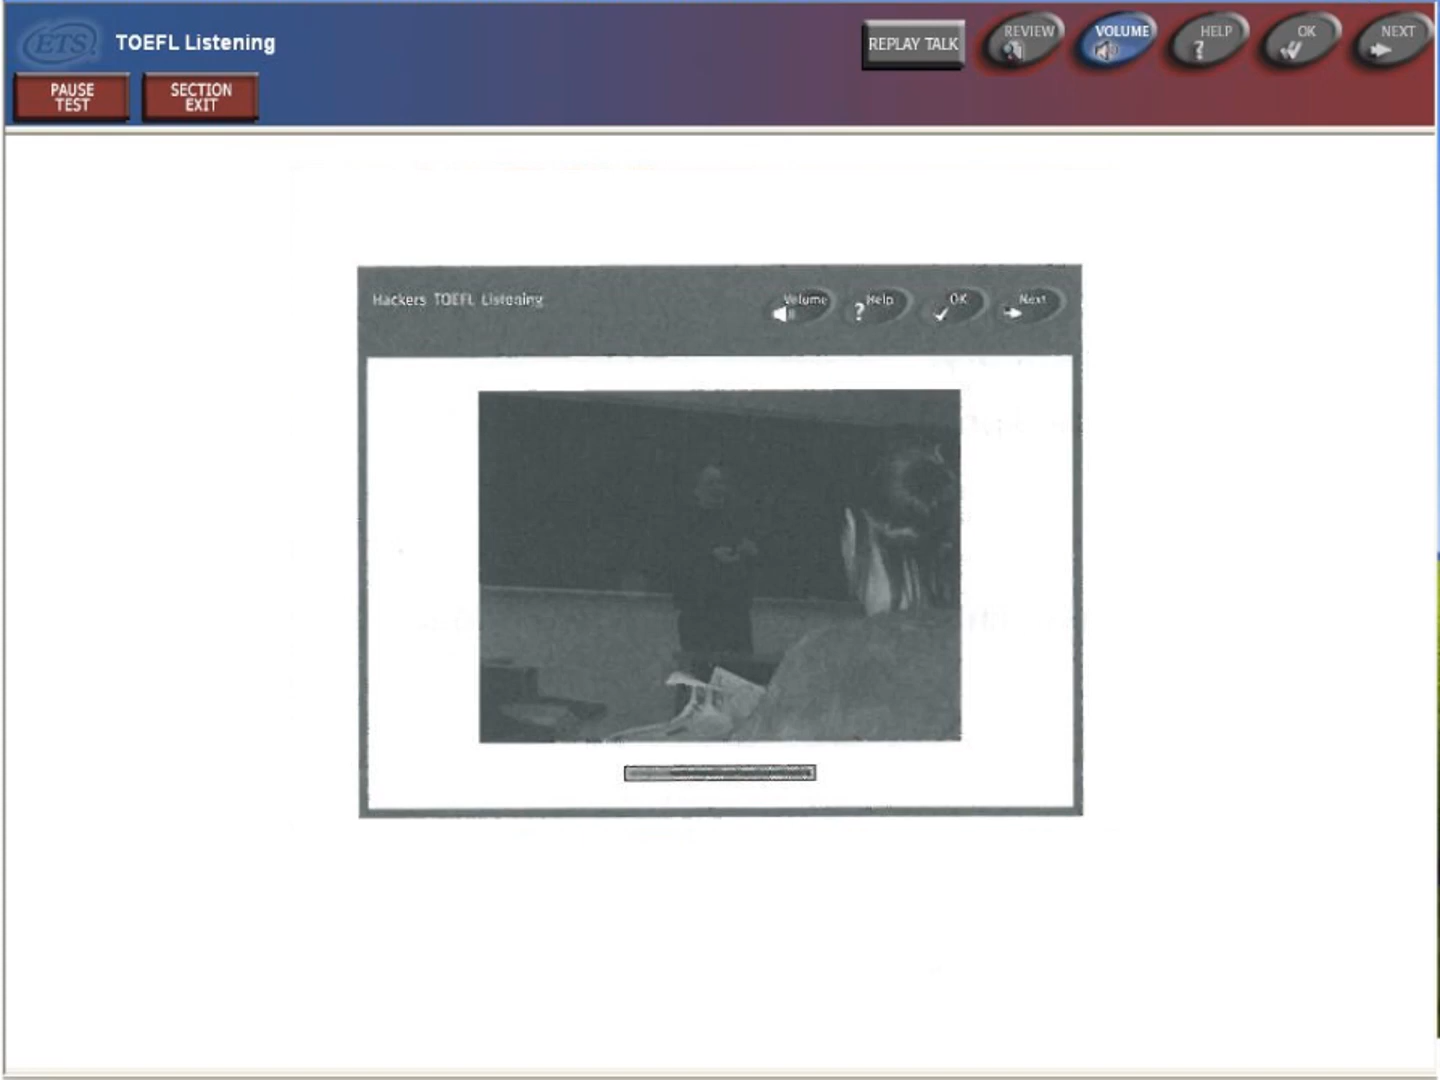 ETS
TOEFL Listening
REPLAY TALK
REVIEW
VOLUME
HELP
OK
NEXT
PAUSE
TEST
SECTION
EXIT
Hackers TOEFL Listening
Volume
Help
OK
Next